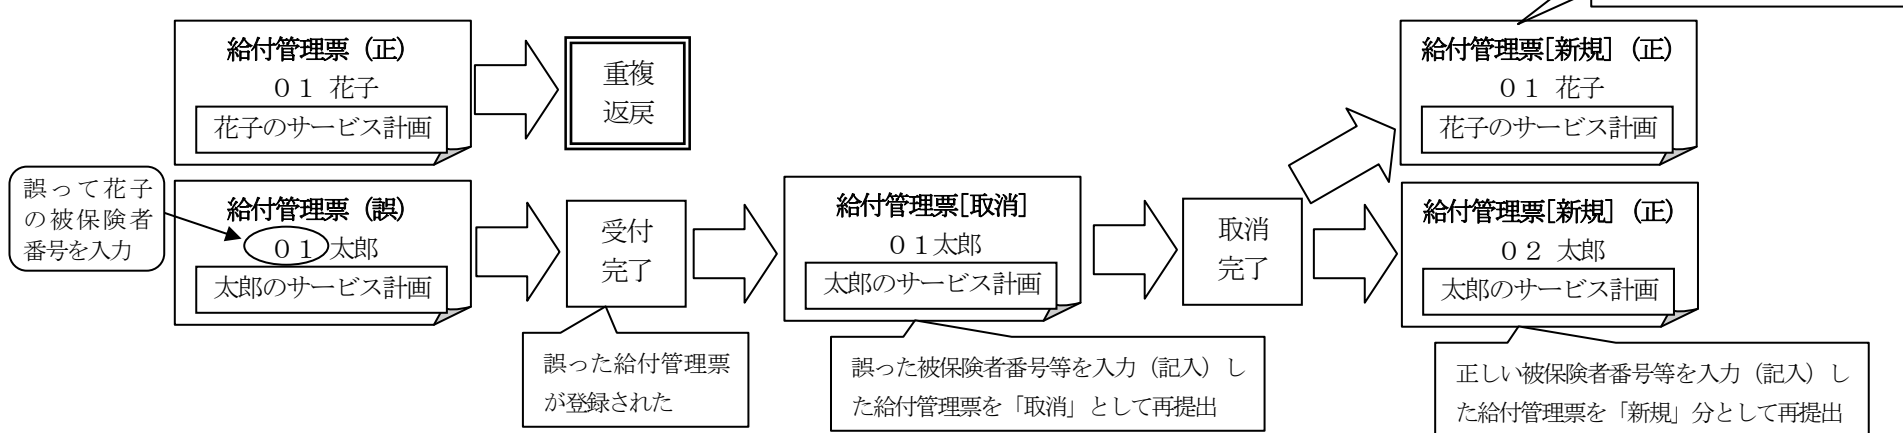 給付管理票（正）
０１ 花子
花子のサービス計画
重複
返戻
誤って花子
の被保険者
番号を入力
給付管理票（誤）
０１太郎
太郎のサービス計画
受付
完了
誤った給付管理票
が登録された
給付管理票[取消]
０１太郎
太郎のサービス計画
誤った被保険者番号等を入力（記入）し
た給付管理票を「取消」として再提出
取消
完了
給付管理票[新規]（正）
０１ 花子
花子のサービス計画
給付管理票[新規]（正）
０２ 太郎
太郎のサービス計画
正しい被保険者番号等を入力（記入）し
た給付管理票を「新規」分として再提出